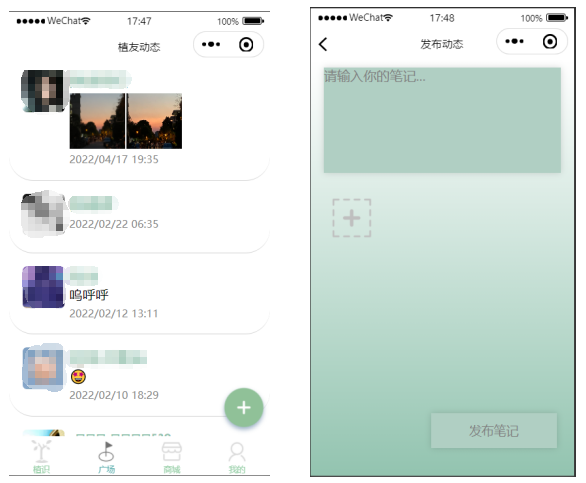 WeChat 17:47 100%
植友动态
2022/04/17 19:35
2022/02/22 06:35
呜呼呼
2022/02/12 13:11
2022/02/10 18:29
植识 广场 商城 我的
WeChat 17:48 100%
发布动态
请输入你的笔记...
发布笔记